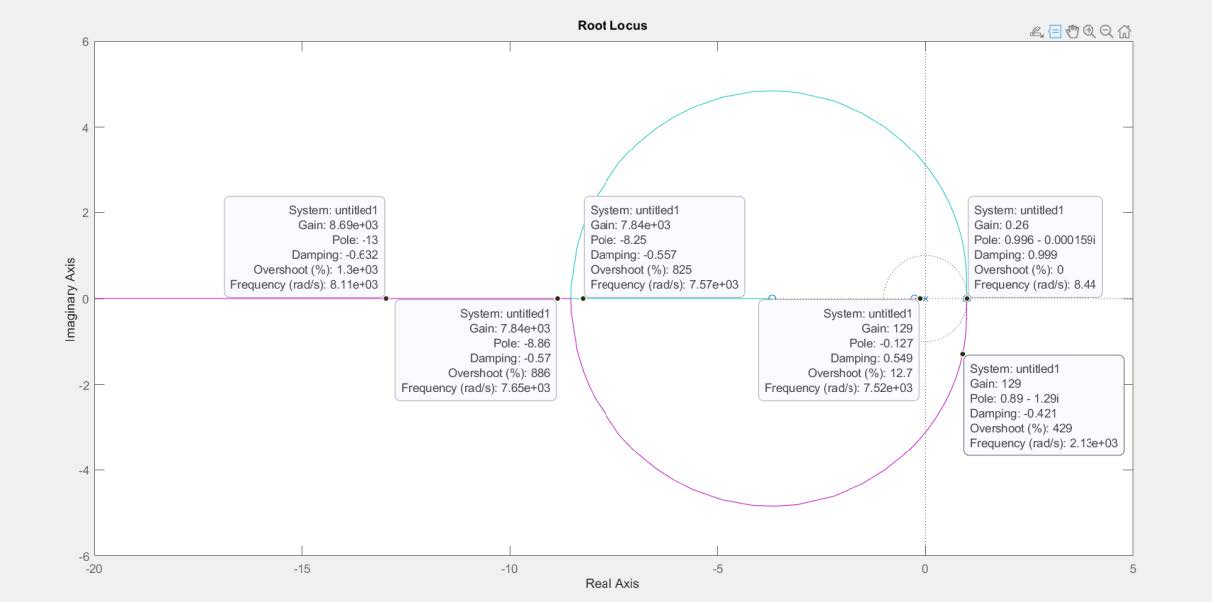 Root Locus
6
4
2
0
-2
-4
-6
Imaginary Axis
System: untitled1
Gain: 8.69e+03
Pole: -13
Damping: -0.632
Overshoot (%): 1.3e+03
Frequency (rad/s): 8.11e+03
System: untitled1
Gain: 7.84e+03
Pole: -8.25
Damping: -0.557
Overshoot (%): 825
Frequency (rad/s): 7.57e+03
System: untitled1
Gain: 0.26
Pole: 0.996 - 0.000159i
Damping: 0.999
Overshoot (%): 0
Frequency (rad/s): 8.44
System: untitled1
Gain: 7.84e+03
Pole: -8.86
Damping: -0.57
Overshoot (%): 886
Frequency (rad/s): 7.65e+03
System: untitled1
Gain: 129
Pole: -0.127
Damping: 0.549
Overshoot (%): 12.7
Frequency (rad/s): 7.52e+03
System: untitled1
Gain: 129
Pole: 0.89 - 1.29i
Damping: -0.421
Overshoot (%): 429
Frequency (rad/s): 2.13e+03
-20 -15 -10 -5 0 5
Real Axis